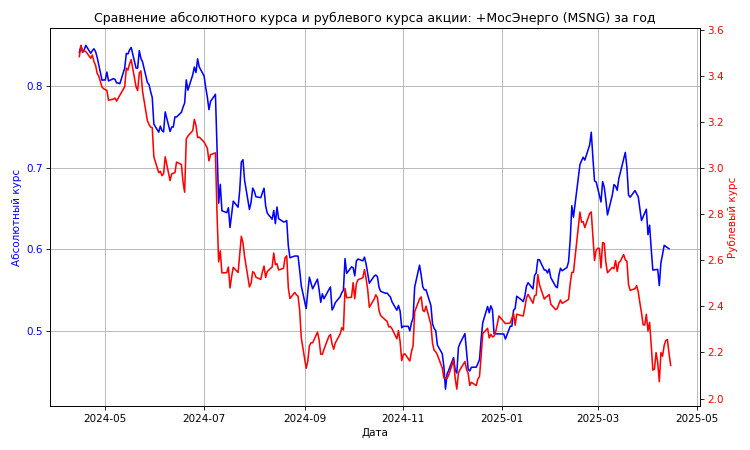 Сравнение абсолютного курса и рублевого курса акции: +МосЭнерго (MSNG) за год
3.6
3.4
0.8
3.2
0.7
3.0
Абсолютный курс
Рублевый курс
2.8
0.6
2.6
2.4
0.5
2.2
2.0
2024-05 2024-07 2024-09 2024-11 2025-01 2025-03 2025-05
Дата